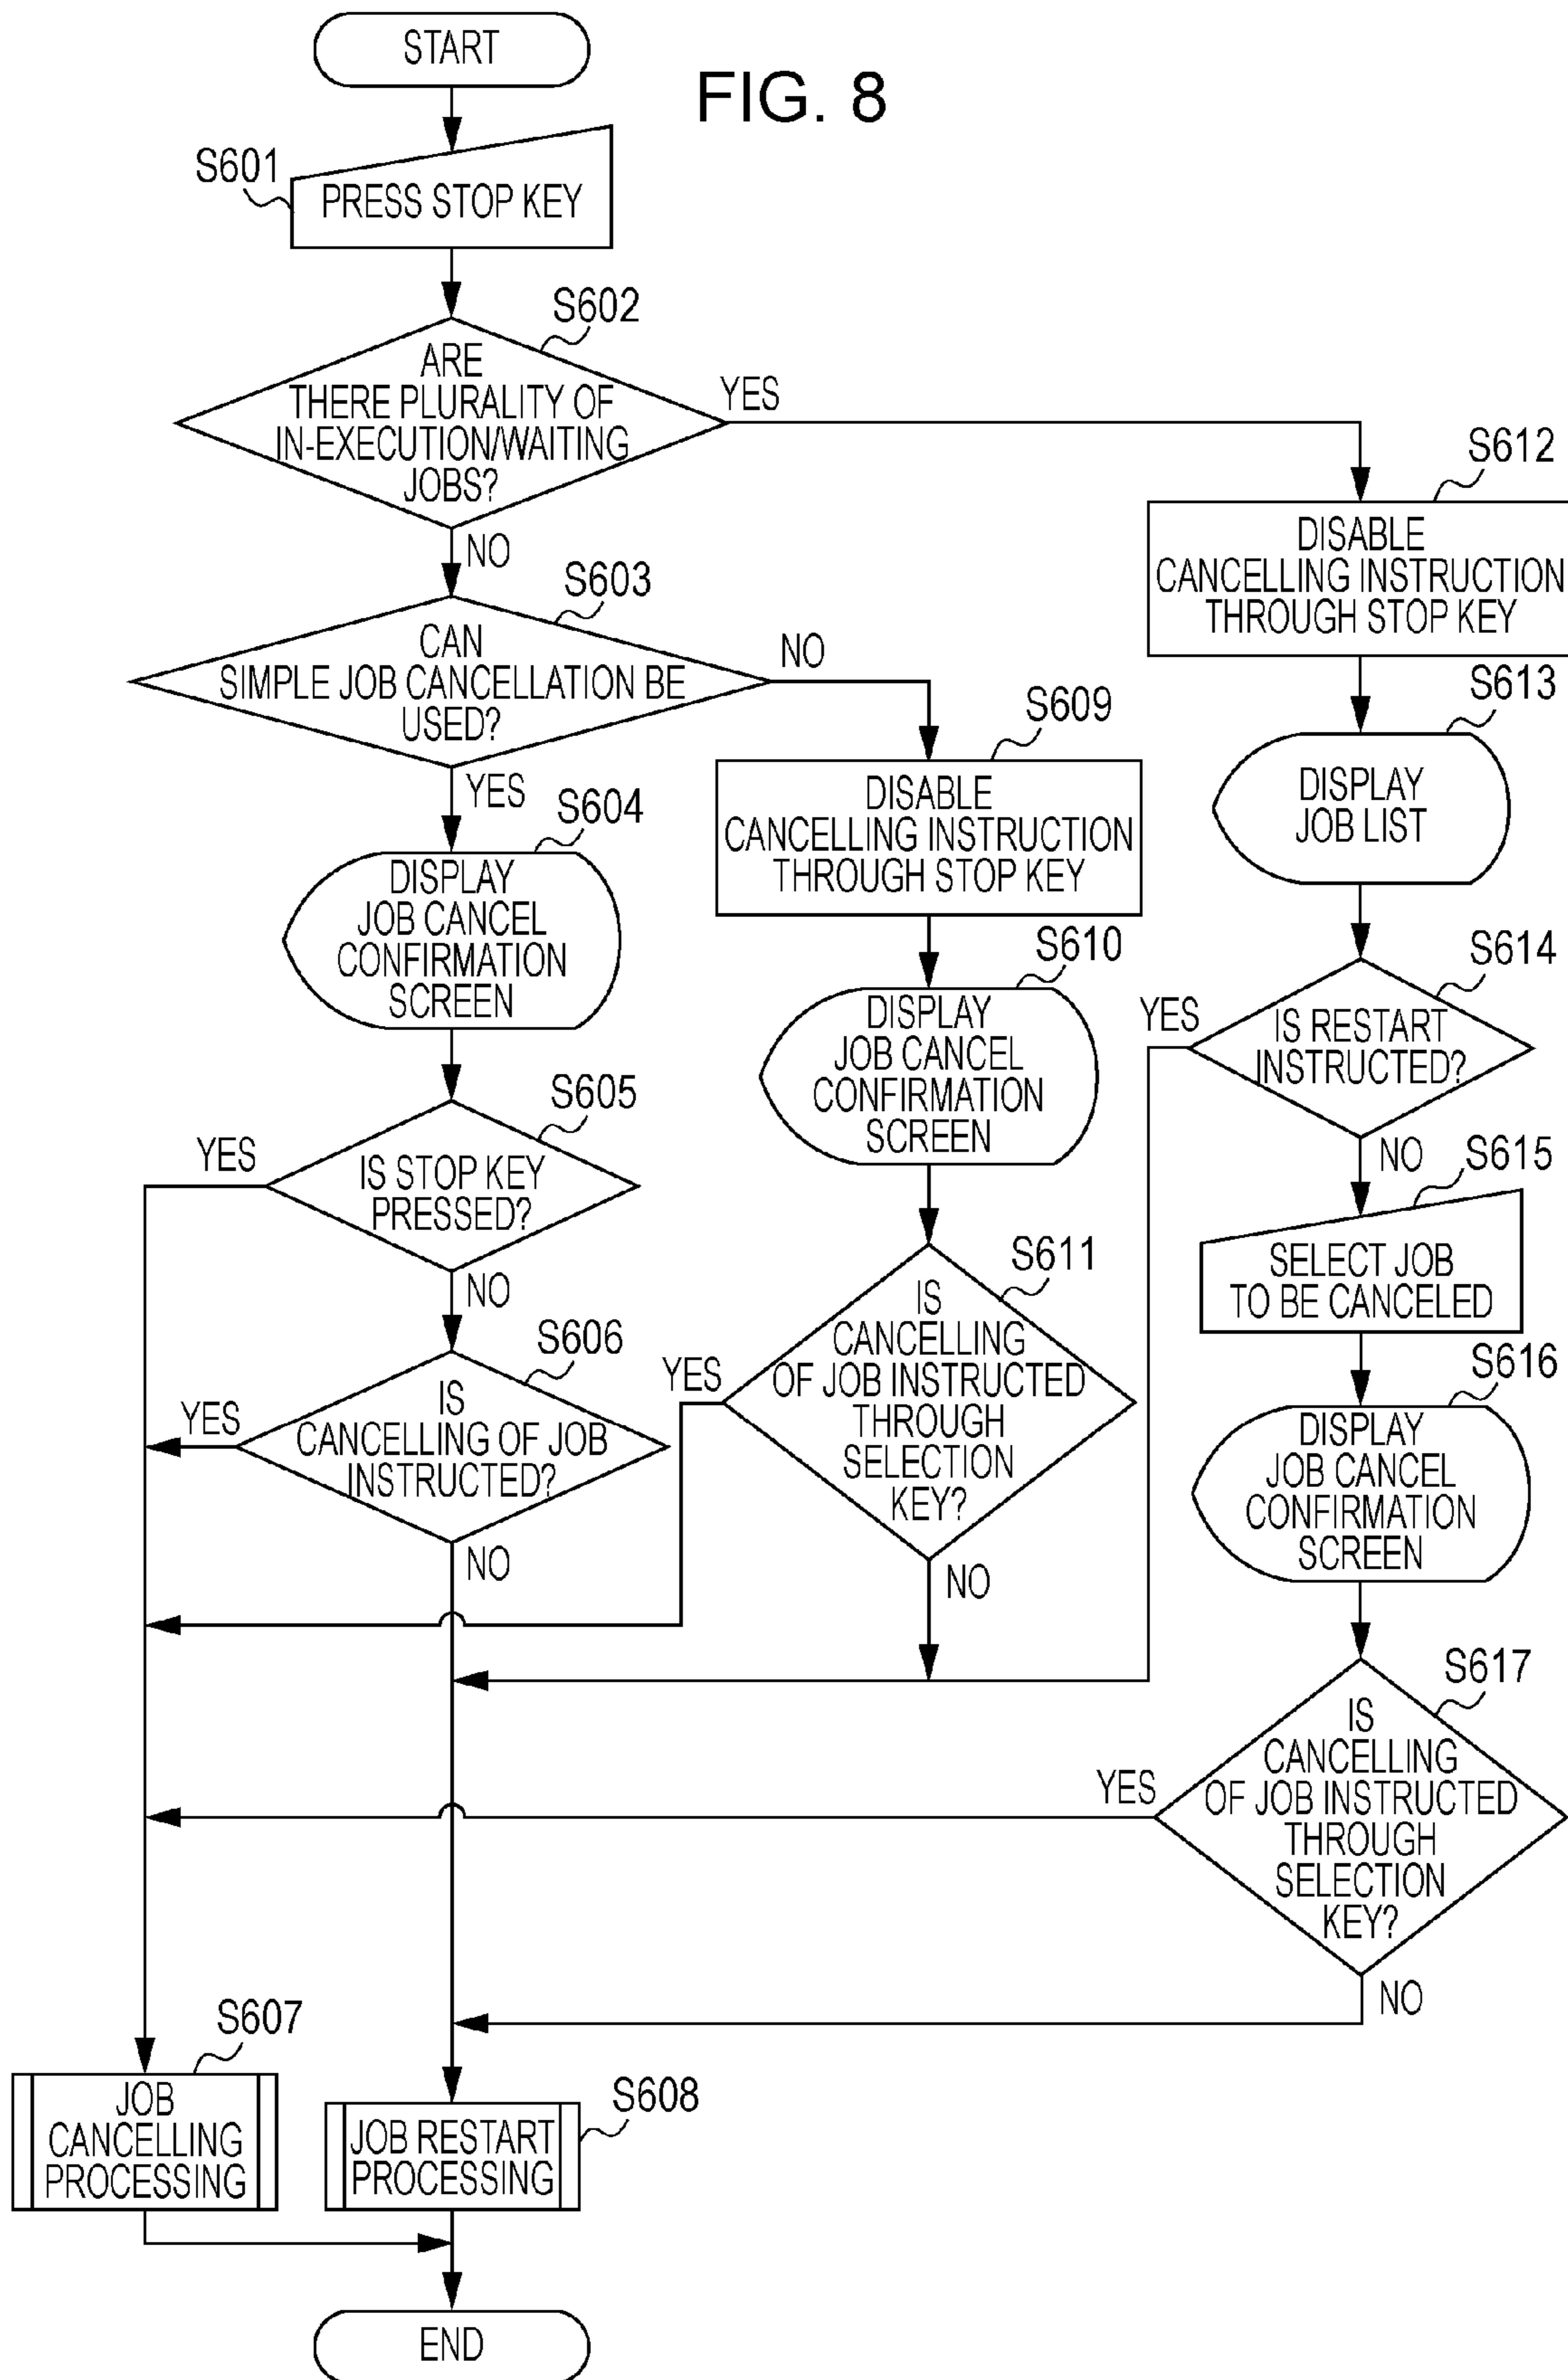 START
FIG. 8
S601
PRESS STOP KEY
S602
ARE
THERE PLURALITY OF
IN-EXECUTION/WAITING
JOBS?
YES
NO
S612
DISABLE
CANCELLING INSTRUCTION
THROUGH STOP KEY
S603
CAN
SIMPLE JOB CANCELLATION BE
USED?
NO
YES
S613
DISPLAY
JOB LIST
S609
DISABLE
CANCELLING INSTRUCTION
THROUGH STOP KEY
S604
DISPLAY
JOB CANCEL
CONFIRMATION
SCREEN
S610
DISPLAY
JOB CANCEL
CONFIRMATION
SCREEN
S614
IS RESTART
INSTRUCTED?
YES
NO
S605
IS STOP KEY
PRESSED?
YES
NO
S615
SELECT JOB
TO BE CANCELED
S611
IS
CANCELLING
OF JOB INSTRUCTED
THROUGH
SELECTION
KEY?
YES
NO
S606
IS
CANCELLING OF JOB
INSTRUCTED?
YES
NO
S616
DISPLAY
JOB CANCEL
CONFIRMATION
SCREEN
S617
IS
CANCELLING
OF JOB INSTRUCTED
THROUGH
SELECTION
KEY?
YES
NO
S607
JOB
CANCELLING
PROCESSING
S608
JOB RESTART
PROCESSING
END